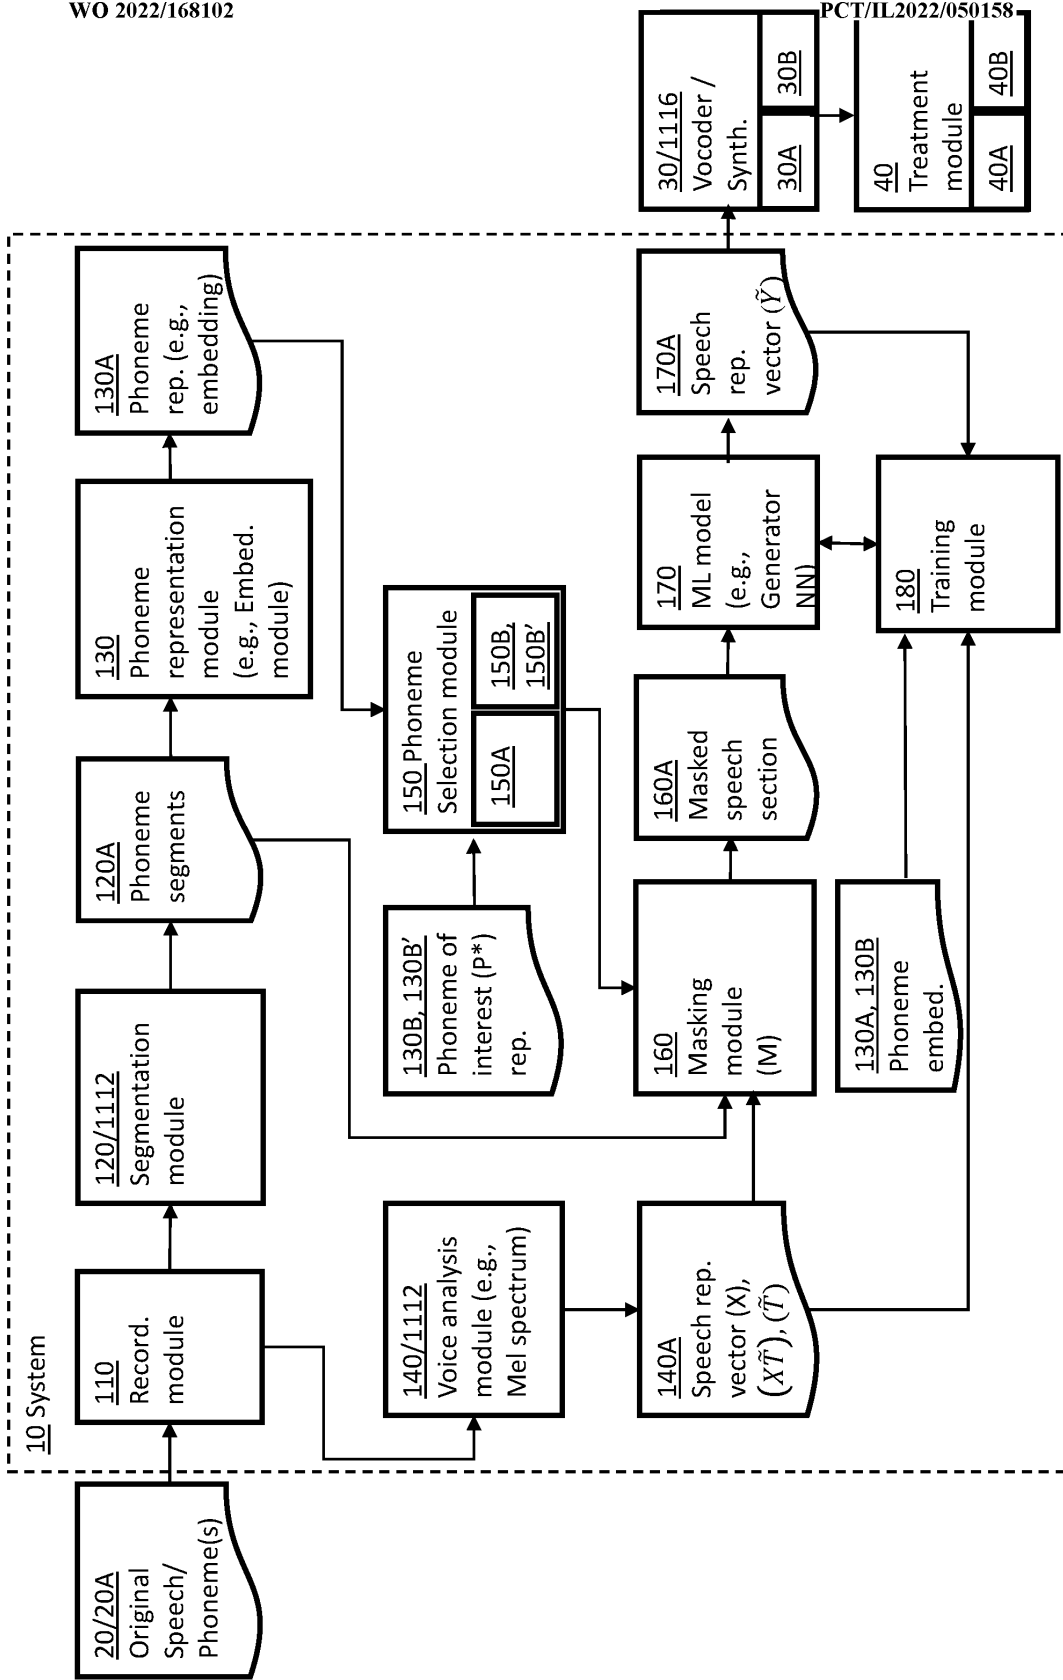 WO 2022/168102
PCT/IL2022/050158
10 System
20/20A
Original
Speech/
Phoneme(s)
110
Record.
module
120/1112
Segmentation
module
120A
Phoneme
segments
130
Phoneme
representation
module
(e.g., Embed.
module)
130A
Phoneme
rep. (e.g.,
embedding)
140/1112
Voice analysis
module (e.g.,
Mel spectrum)
130B, 130B'
Phoneme of
interest (P*)
rep.
150 Phoneme
Selection module
150A
150B,
150B'
140A
Speech rep.
vector (X),
(XT̃), (T̃)
160
Masking
module
(M)
160A
Masked
speech
section
170
ML model
(e.g.,
Generator
NN)
170A
Speech
rep.
vector (Ỹ)
30/1116
Vocoder /
Synth.
30A
30B
130A, 130B
Phoneme
embed.
180
Training
module
40
Treatment
module
40A
40B